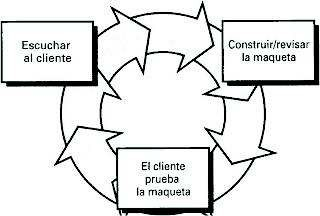 Escuchar
al cliente
Construir/revisar
la maqueta
El cliente
prueba
la maqueta